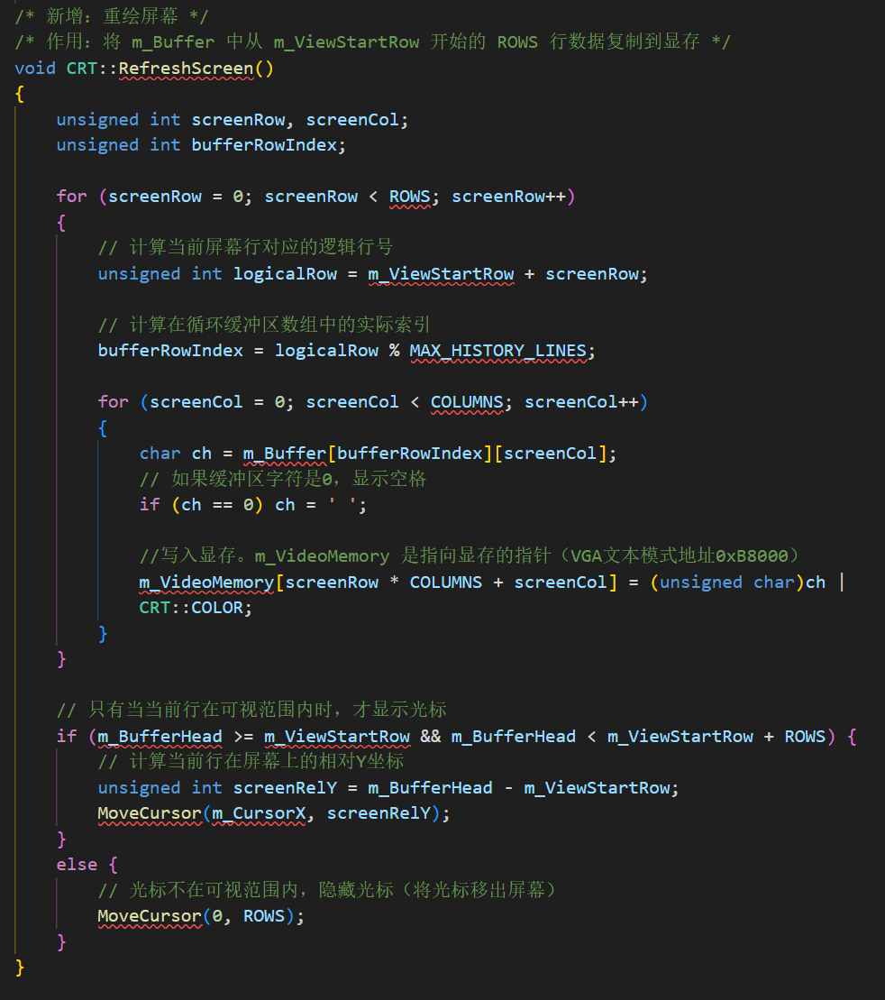 /* 新增: 重绘屏幕 */
/* 作用: 将 m_Buffer 中从 m_ViewStartRow 开始的 ROWS 行数据复制到显存 */
void CRT::RefreshScreen()
{
    unsigned int screenRow, screenCol;
    unsigned int bufferRowIndex;

    for (screenRow = 0; screenRow < ROWS; screenRow++)
    {
        // 计算当前屏幕行对应的逻辑行号
        unsigned int logicalRow = m_ViewStartRow + screenRow;

        // 计算在循环缓冲区数组中的实际索引
        bufferRowIndex = logicalRow % MAX_HISTORY_LINES;

        for (screenCol = 0; screenCol < COLUMNS; screenCol++)
        {
            char ch = m_Buffer[bufferRowIndex][screenCol];
            // 如果缓冲区字符是0，显示空格
            if (ch == 0) ch = ' ';

            //写入显存。m_VideoMemory 是指向显存的指针（VGA文本模式地址0xB8000）
            m_VideoMemory[screenRow * COLUMNS + screenCol] = (unsigned char)ch |
            CRT::COLOR;
        }
    }

    // 只有当当前行在可视范围内时，才显示光标
    if (m_BufferHead >= m_ViewStartRow && m_BufferHead < m_ViewStartRow + ROWS) {
        // 计算当前行在屏幕上的相对Y坐标
        unsigned int screenRelY = m_BufferHead - m_ViewStartRow;
        MoveCursor(m_CursorX, screenRelY);
    }
    else {
        // 光标不在可视范围内，隐藏光标（将光标移出屏幕）
        MoveCursor(0, ROWS);
    }
}